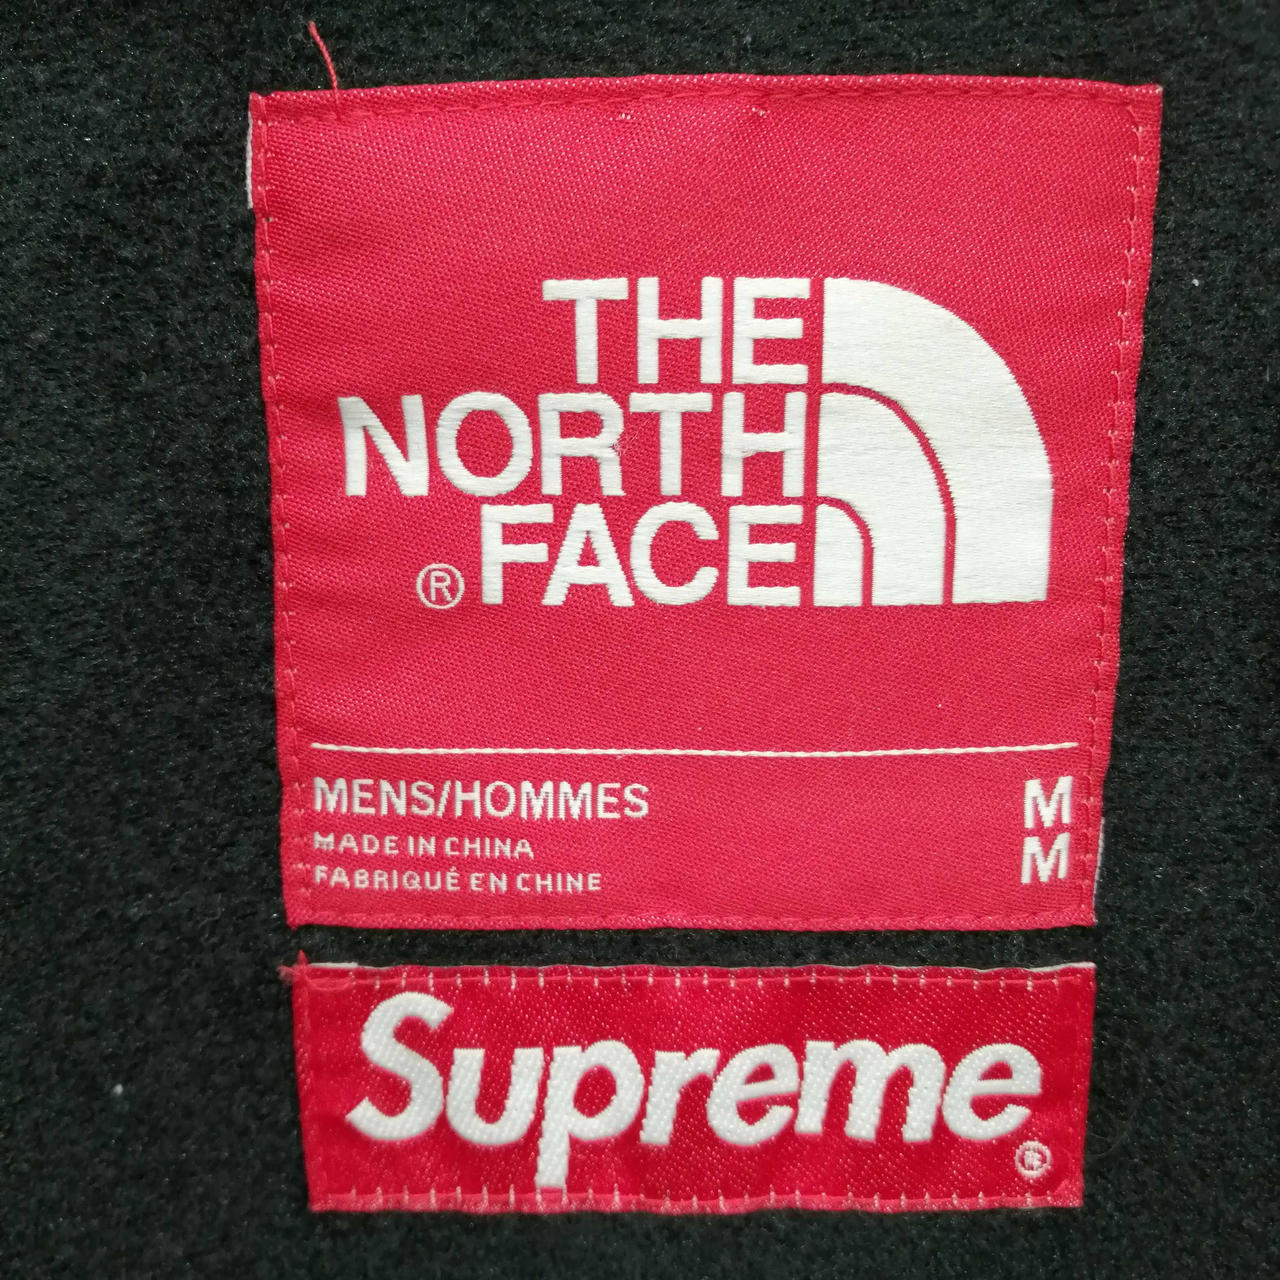 THE
NORTH
® FACE
MENS/HOMMES M
MADE IN CHINA M
FABRIQUÉ EN CHINE
Supreme ®